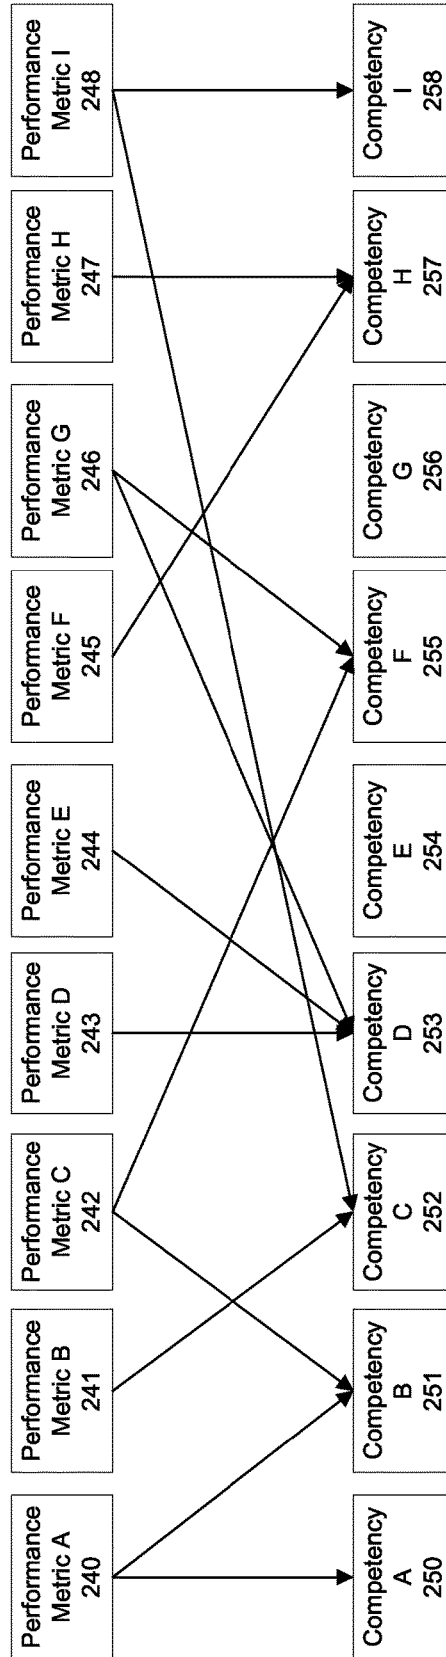 Performance
Metric A
240
Performance
Metric B
241
Performance
Metric C
242
Performance
Metric D
243
Performance
Metric E
244
Performance
Metric F
245
Performance
Metric G
246
Performance
Metric H
247
Performance
Metric I
248
Competency
A
250
Competency
B
251
Competency
C
252
Competency
D
253
Competency
E
254
Competency
F
255
Competency
G
256
Competency
H
257
Competency
I
258